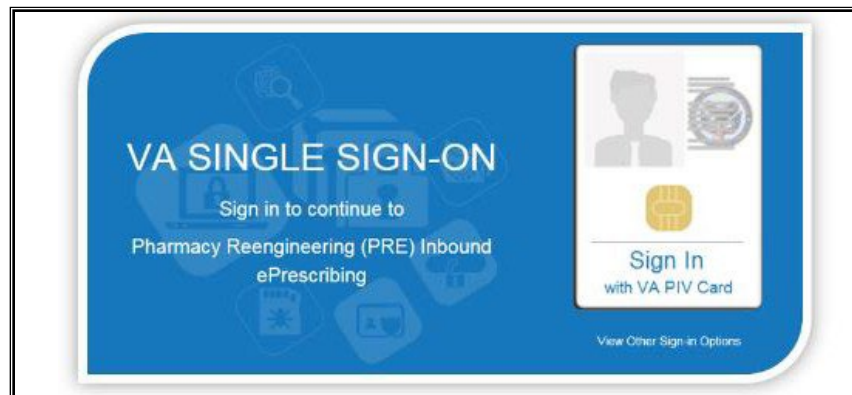 VA SINGLE SIGN-ON
Sign in to continue to
Pharmacy Reengineering (PRE) Inbound
ePrescribing
Sign In
with VA PIV Card
View Other Sign-in Options